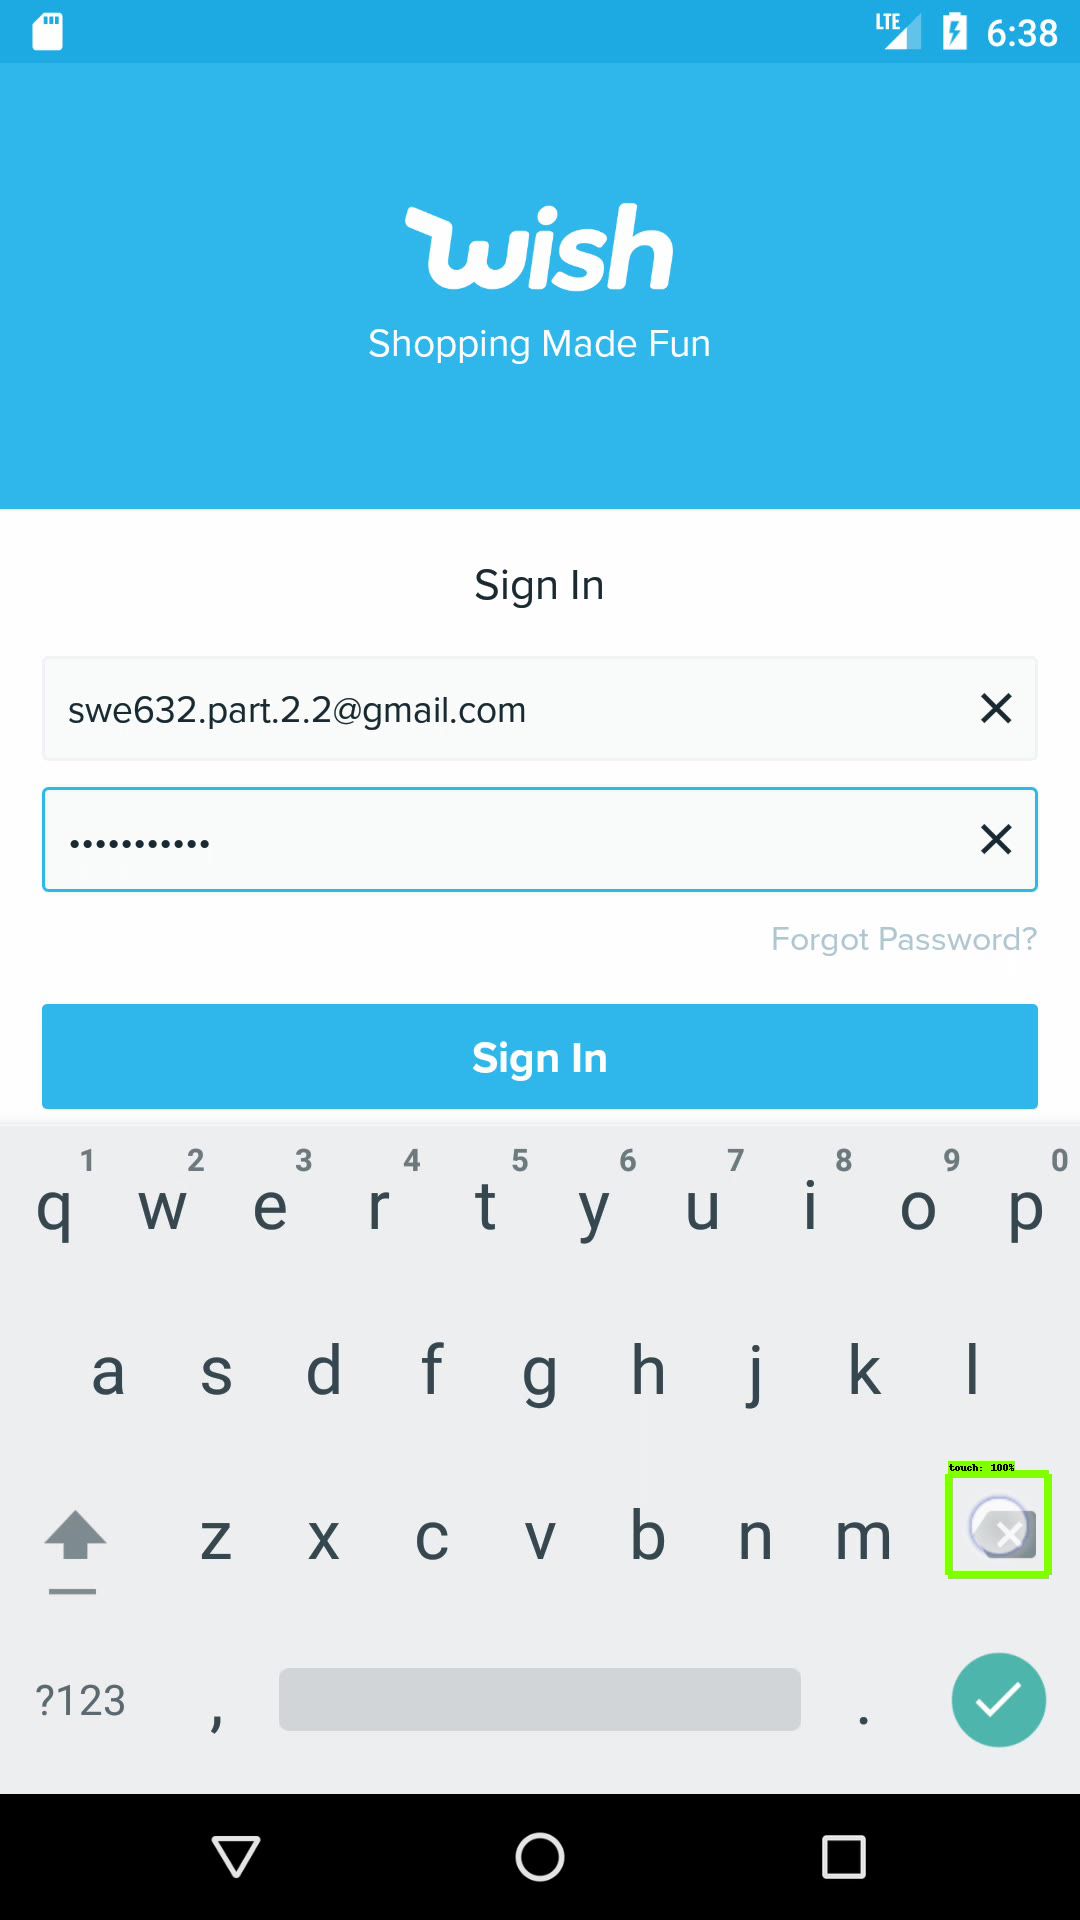 LTE 6:38
wish
Shopping Made Fun
Sign In
swe632.part.2.2@gmail.com
•••••••••••
Forgot Password?
Sign In
1 2 3 4 5 6 7 8 9 0
q w e r t y u i o p
a s d f g h j k l
touch: 100%
z x c v b n m
?123 , .